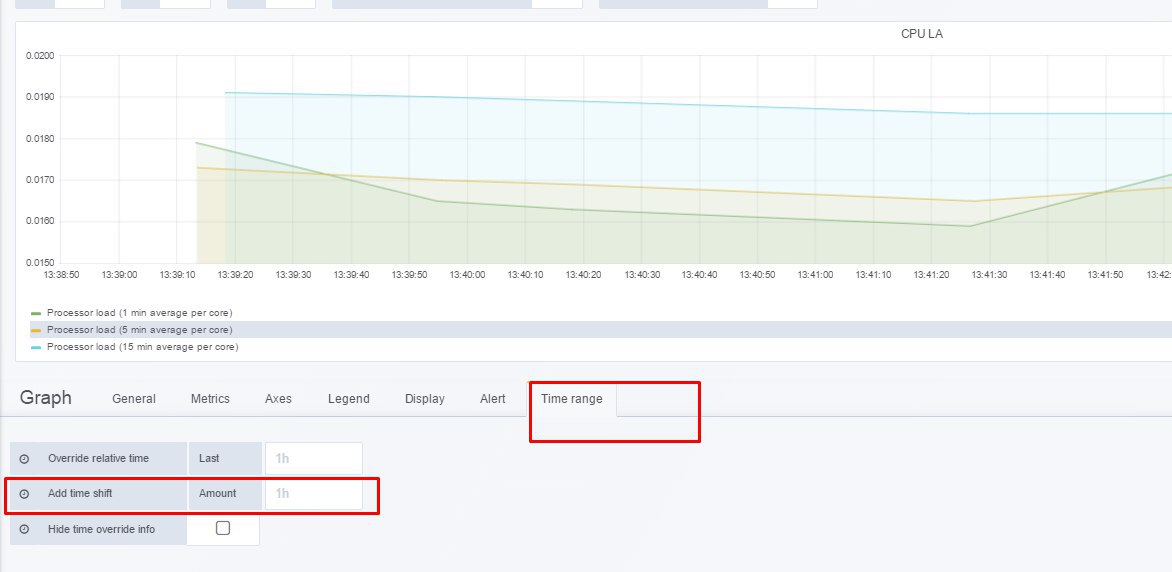 CPU LA
0.0200
0.0190
0.0180
0.0170
0.0160
0.0150
13:38:50 13:39:00 13:39:10 13:39:20 13:39:30 13:39:40 13:39:50 13:40:00 13:40:10 13:40:20 13:40:30 13:40:40 13:40:50 13:41:00 13:41:10 13:41:20 13:41:30 13:41:40 13:41:50 13:42:
Processor load (1 min average per core)
Processor load (5 min average per core)
Processor load (15 min average per core)
Graph General Metrics Axes Legend Display Alert Time range
Override relative time Last 1h
Add time shift Amount 1h
Hide time override info